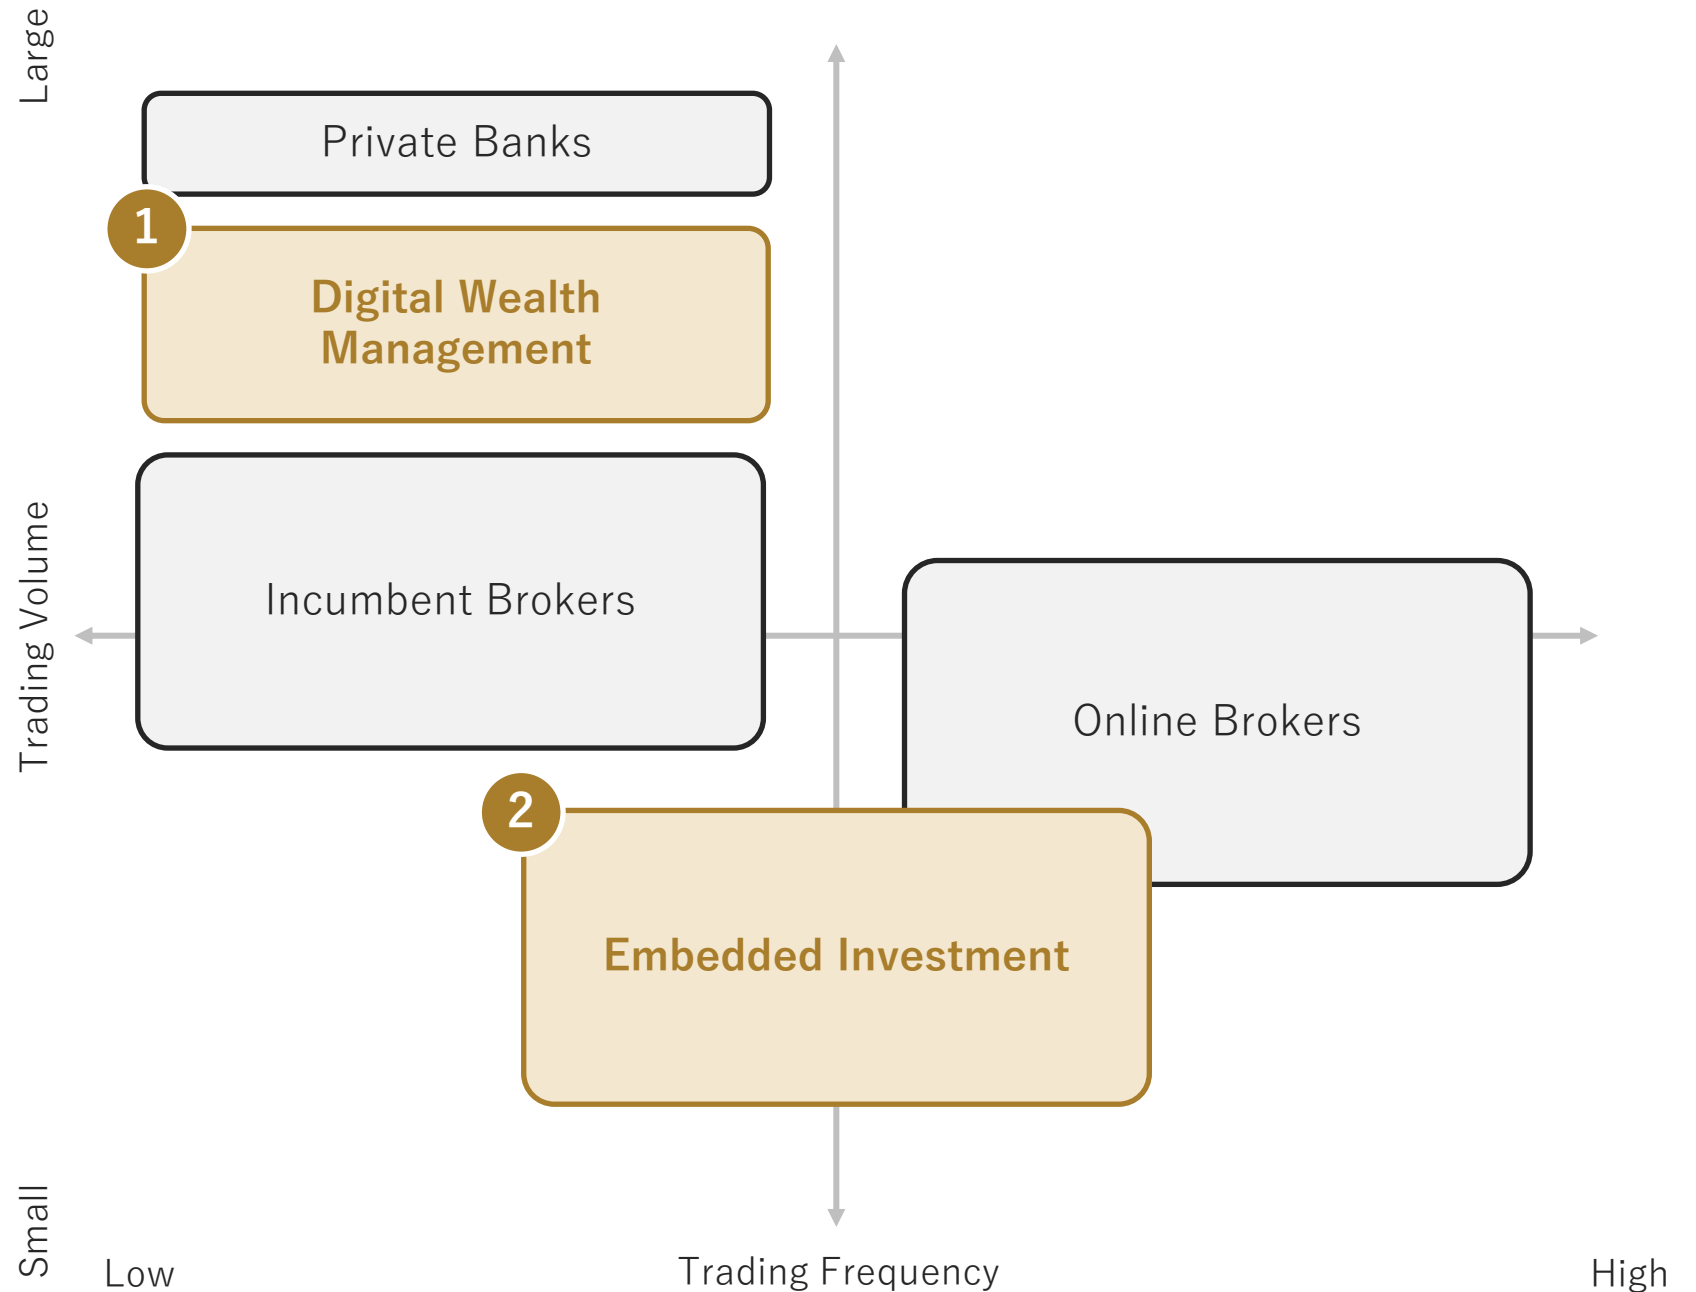 Large
Private Banks
1
Digital Wealth
Management
Trading Volume
Incumbent Brokers
Online Brokers
2
Embedded Investment
Small
Low
Trading Frequency
High